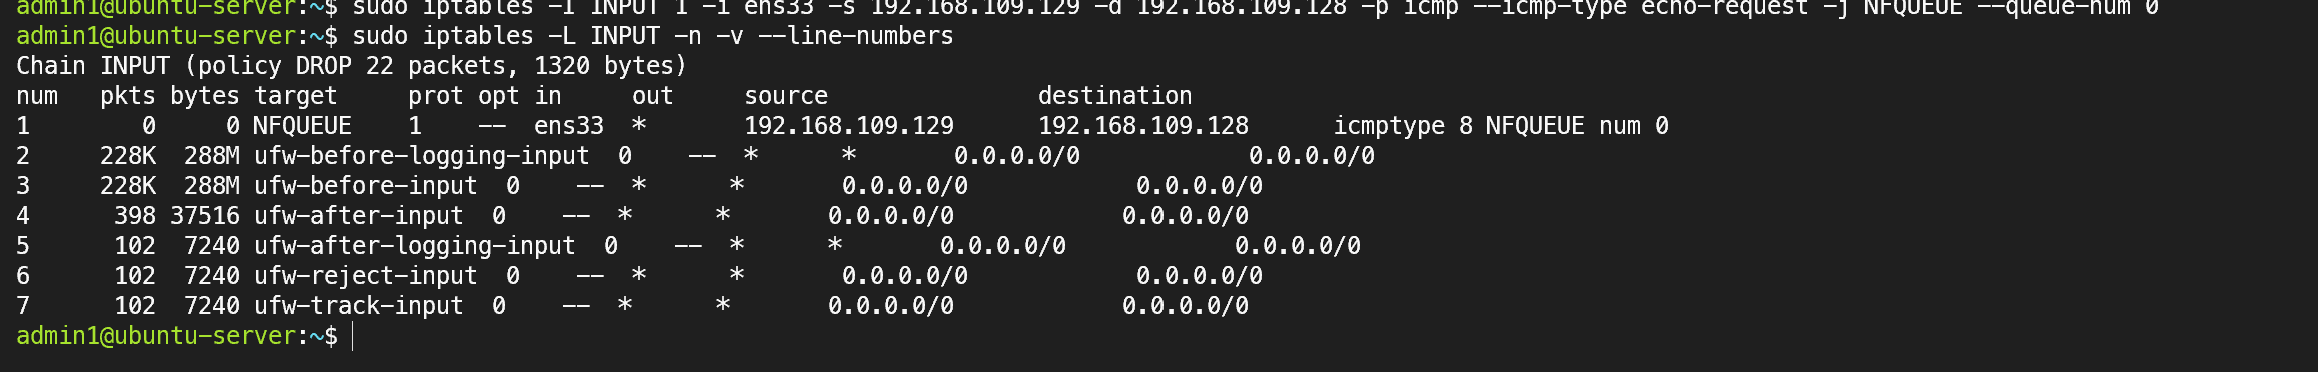 admin1@ubuntu-server:~$ sudo iptables -I INPUT 1 -i ens33 -s 192.168.109.129 -d 192.168.109.128 -p icmp --icmp-type echo-request -j NFQUEUE --queue-num 0
admin1@ubuntu-server:~$ sudo iptables -L INPUT -n -v --line-numbers
Chain INPUT (policy DROP 22 packets, 1320 bytes)
num   pkts bytes target     prot opt in     out     source               destination
1        0     0 NFQUEUE    1    --  ens33  *       192.168.109.129      192.168.109.128      icmptype 8 NFQUEUE num 0
2     228K  288M ufw-before-logging-input  0    --  *      *       0.0.0.0/0            0.0.0.0/0
3     228K  288M ufw-before-input  0    --  *      *       0.0.0.0/0            0.0.0.0/0
4      398 37516 ufw-after-input  0    --  *      *       0.0.0.0/0            0.0.0.0/0
5      102  7240 ufw-after-logging-input  0    --  *      *       0.0.0.0/0            0.0.0.0/0
6      102  7240 ufw-reject-input  0    --  *      *       0.0.0.0/0            0.0.0.0/0
7      102  7240 ufw-track-input  0    --  *      *       0.0.0.0/0            0.0.0.0/0
admin1@ubuntu-server:~$